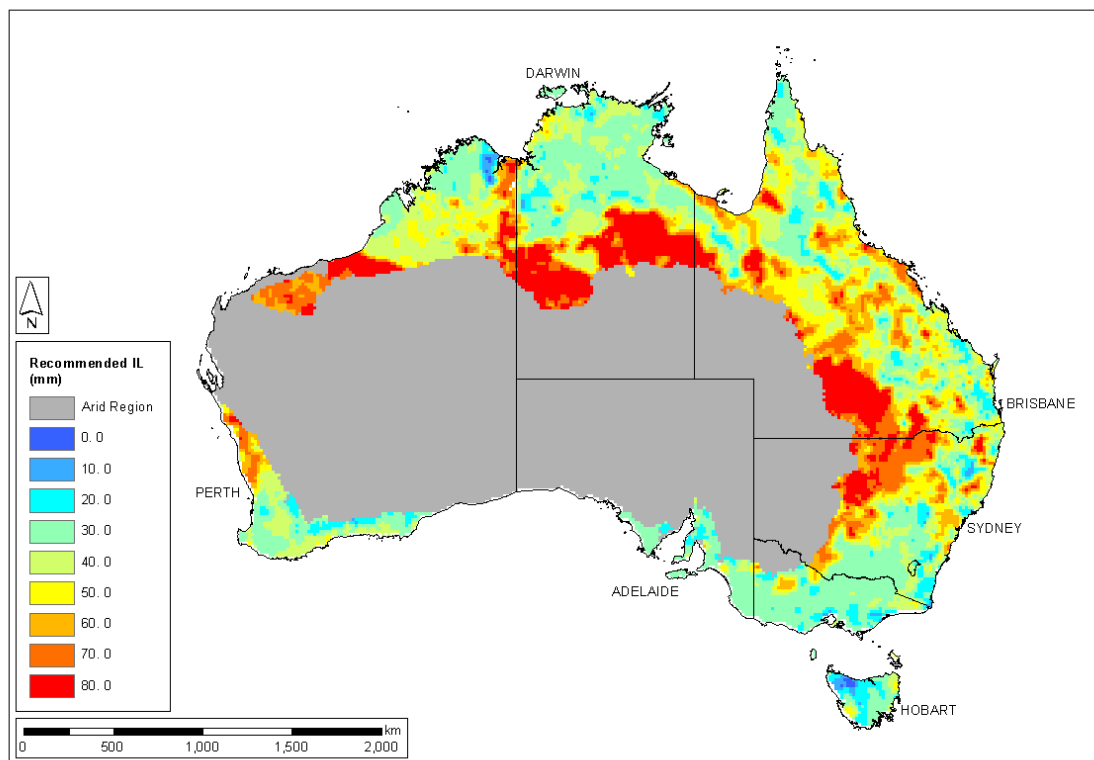 DARWIN
N
Recommended IL
(mm)
Arid Region
0. 0
10. 0
20. 0
30. 0
40. 0
50. 0
60. 0
70. 0
80. 0
BRISBANE
PERTH
SYDNEY
ADELAIDE
HOBART
km
0 500 1,000 1,500 2,000